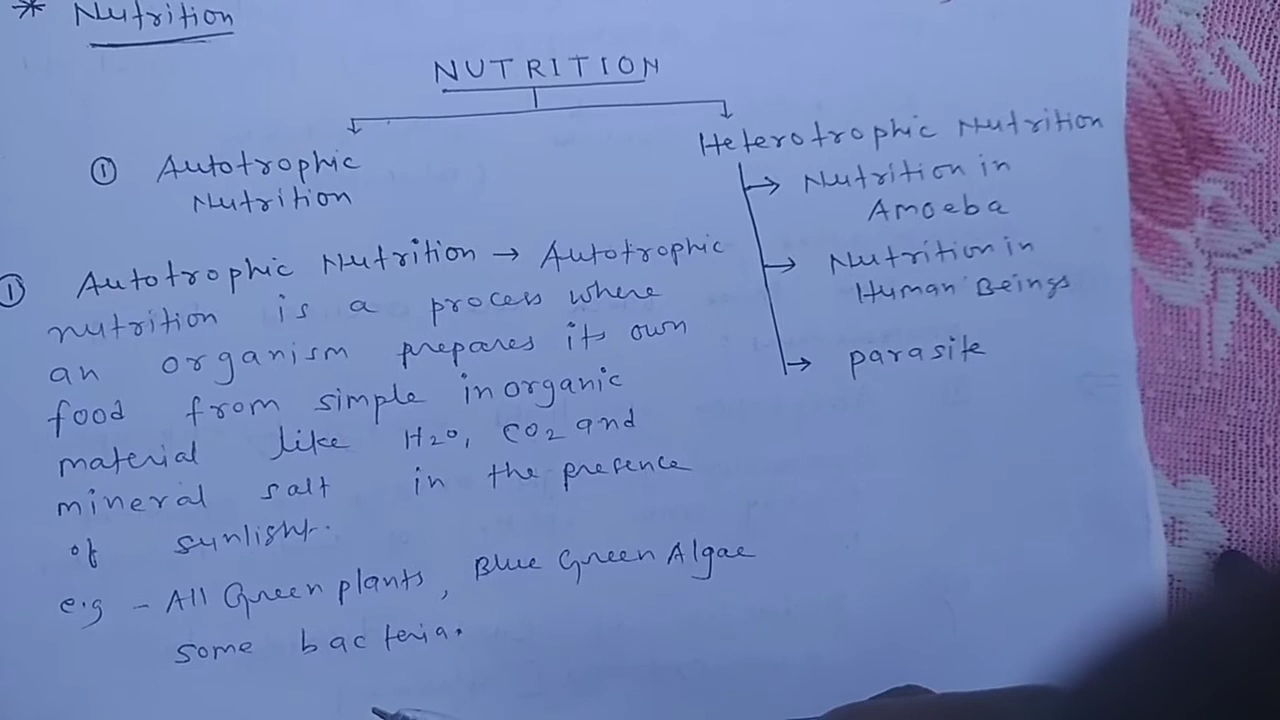 * Nutrition
NUTRITION
① Autotrophic
Nutrition
Heterotrophic Nutrition
→ Nutrition in
Amoeba
→ Nutrition in
Human Beings
→ parasite
① Autotrophic Nutrition → Autotrophic
nutrition is a process where
an organism prepares its own
food from simple inorganic
material like H2O, CO2 and
mineral salt in the presence
of sunlight.
e.g - All Green plants, Blue Green Algae
some bacteria.